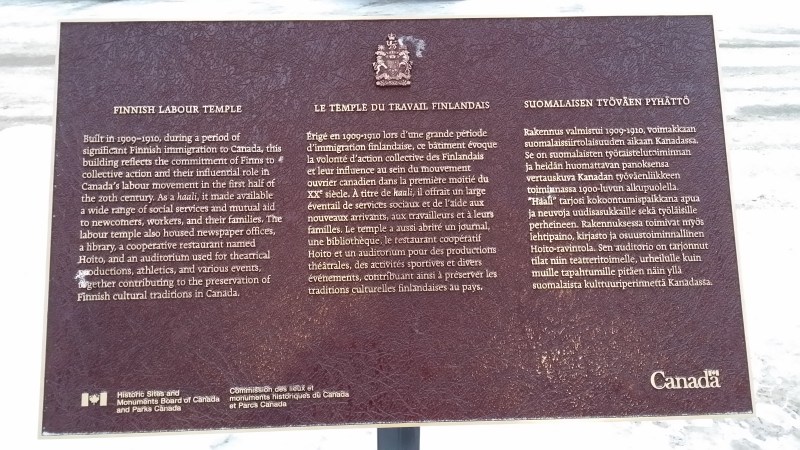 FINNISH LABOUR TEMPLE
Built in 1909–1910, during a period of
significant Finnish immigration to Canada, this
building reflects the commitment of Finns to
collective action and their influential role in
Canada's labour movement in the first half of
the 20th century. As a haali, it made available
a wide range of social services and mutual aid
to newcomers, workers, and their families. The
labour temple also housed newspaper offices,
a library, a cooperative restaurant named
Hoito, and an auditorium used for theatrical
productions, athletics, and various events,
together contributing to the preservation of
Finnish cultural traditions in Canada.
LE TEMPLE DU TRAVAIL FINLANDAIS
Érigé en 1909-1910 lors d'une grande période
d'immigration finlandaise, ce bâtiment évoque
la volonté d'action collective des Finlandais
et leur influence au sein du mouvement
ouvrier canadien dans la première moitié du
XXe siècle. À titre de haali, il offrait un large
éventail de services sociaux et de l'aide aux
nouveaux arrivants, aux travailleurs et à leurs
familles. Le temple a aussi abrité un journal,
une bibliothèque, le restaurant coopératif
Hoito et un auditorium pour des productions
théâtrales, des activités sportives et divers
événements, contribuant ainsi à préserver les
traditions culturelles finlandaises au pays.
SUOMALAISEN TYÖVÄEN PYHÄTTÖ
Rakennus valmistui 1909-1910, voimakkaan
suomalaissiirtolaisuuden aikaan Kanadassa.
Se on suomalaisten työtaistelutoiminnan
ja heidän huomattavan panoksensa
vertauskuva Kanadan työväenliikkeen
toimiunassa 1900-luvun alkupuolella.
"Haali" tarjosi kokoontumispaikkana apua
ja neuvoja uudisasukkaille sekä työläisille
perheineen. Rakennuksessa toimivat myös
lehtipaino, kirjasto ja osuustoiminnallinen
Hoito-ravintola. Sen auditorio on tarjonnut
tilat niin teatteritoimelle, urheilulle kuin
muille tapahtumille pitäen näin yllä
suomalaista kulttuuriperinnettä Kanadassa.
Historic Sites and
Monuments Board of Canada
and Parks Canada
Commission des lieux et
monuments historiques du Canada
et Parcs Canada
Canada